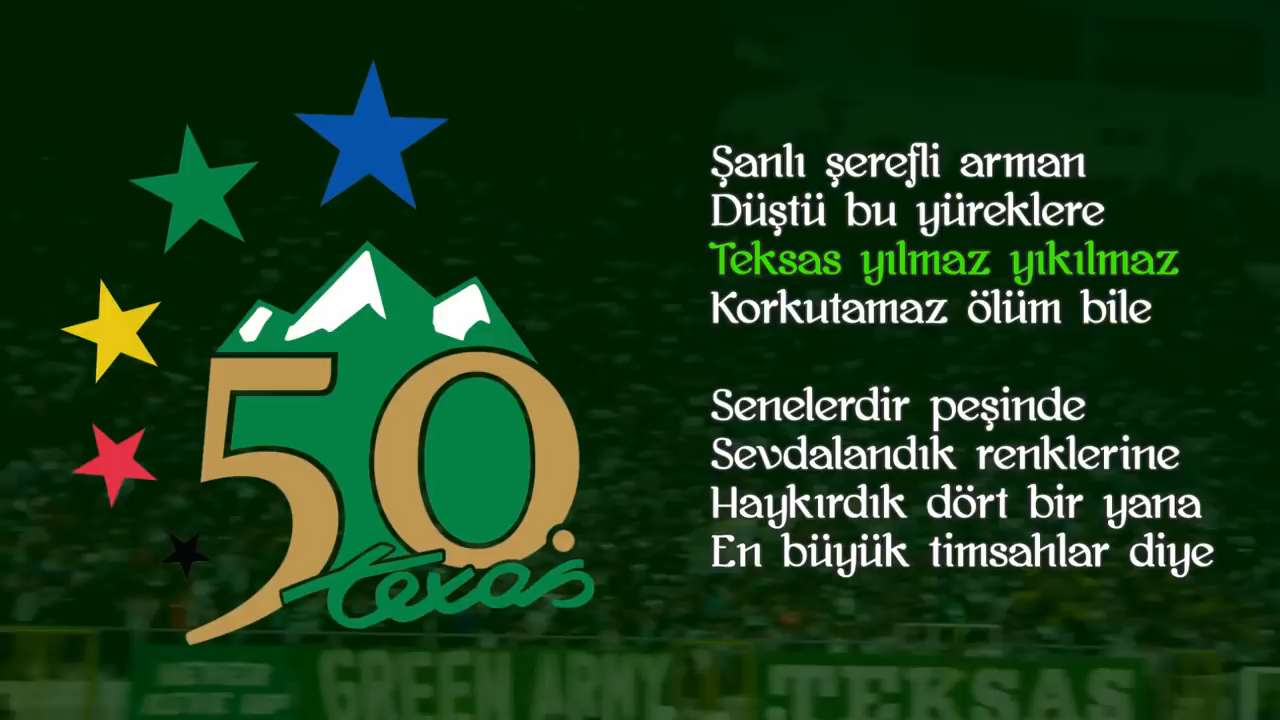 Şanlı şerefli arman
Düştü bu yüreklere
Teksas yılmaz yıkılmaz
Korkutamaz ölüm bile
Senelerdir peşinde
Sevdalandık renklerine
Haykırdık dört bir yana
En büyük timsahlar diye
50.
texas
GREEN ARMY
TEKSAS